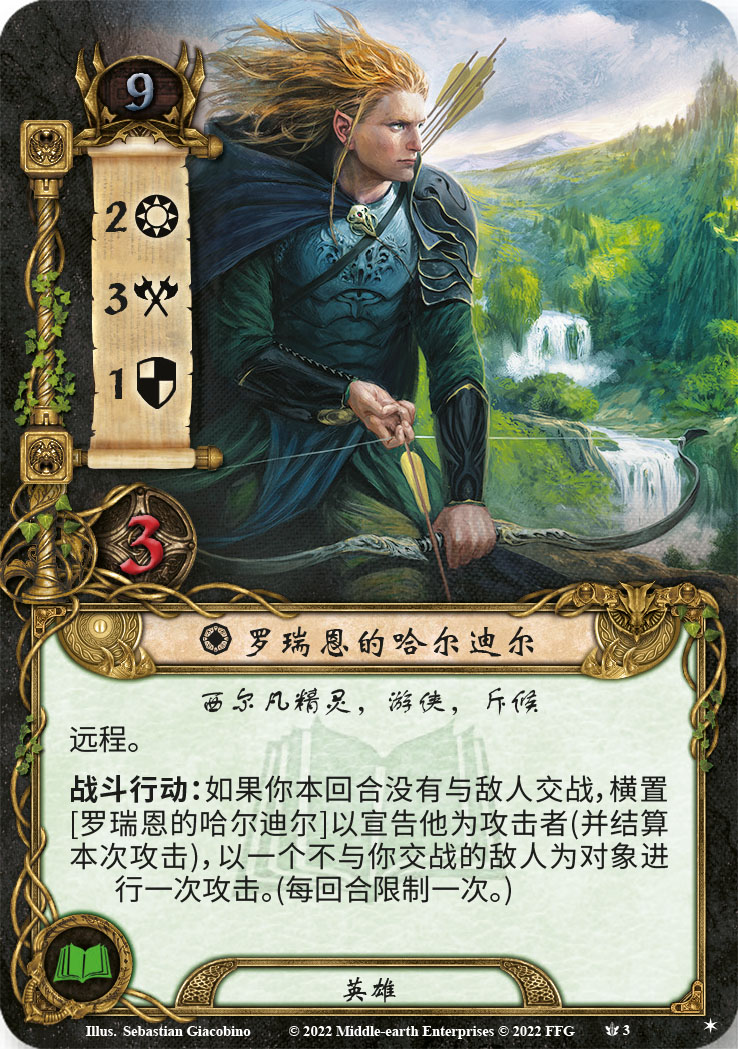 9
2
3
1
3
罗瑞恩的哈尔迪尔
西尔凡精灵，游侠，斥候
远程。
战斗行动：如果你本回合没有与敌人交战，横置
[罗瑞恩的哈尔迪尔]以宣告他为攻击者(并结算
本次攻击)，以一个不与你交战的敌人为对象进
行一次攻击。(每回合限制一次。)
英雄
Illus. Sebastian Giacobino © 2022 Middle-earth Enterprises © 2022 FFG 3